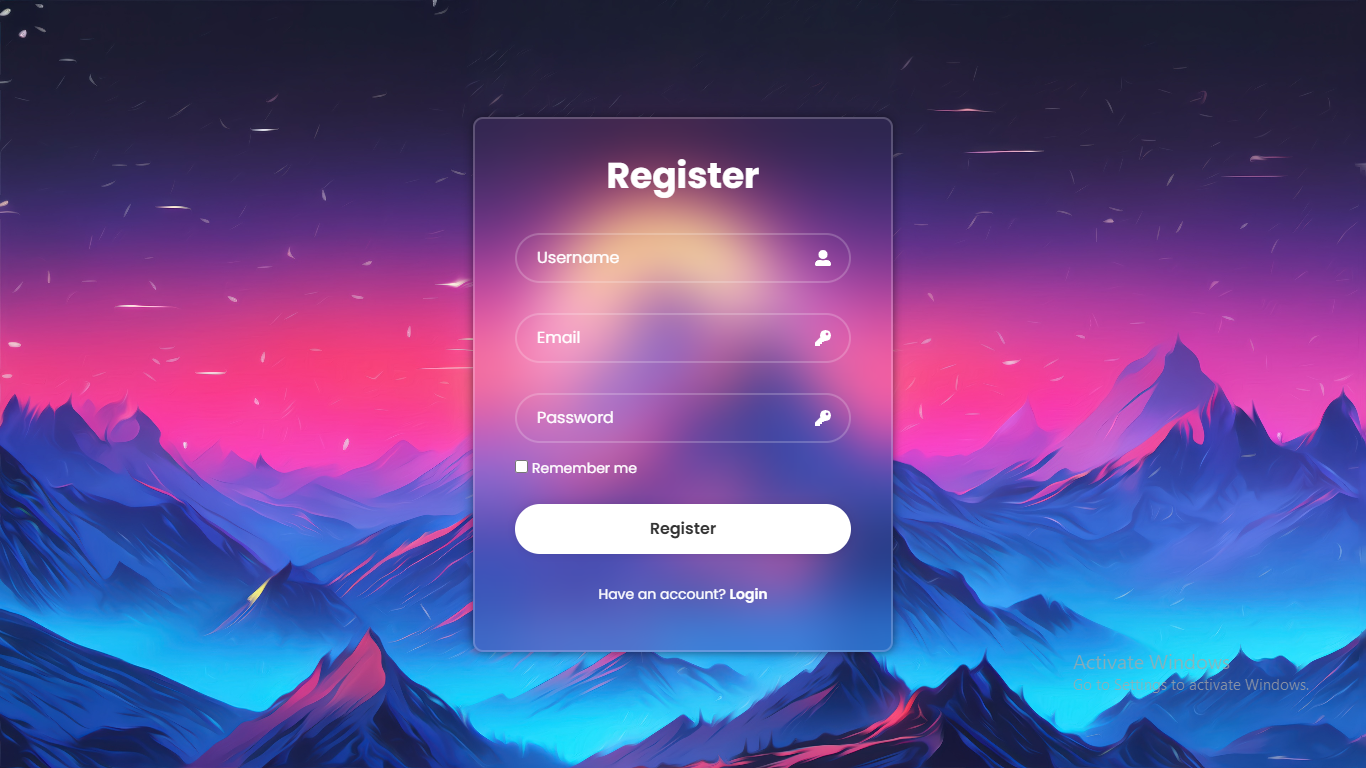 Register
Username
Email
Password
Remember me
Register
Have an account? Login
Activate Windows
Go to Settings to activate Windows.